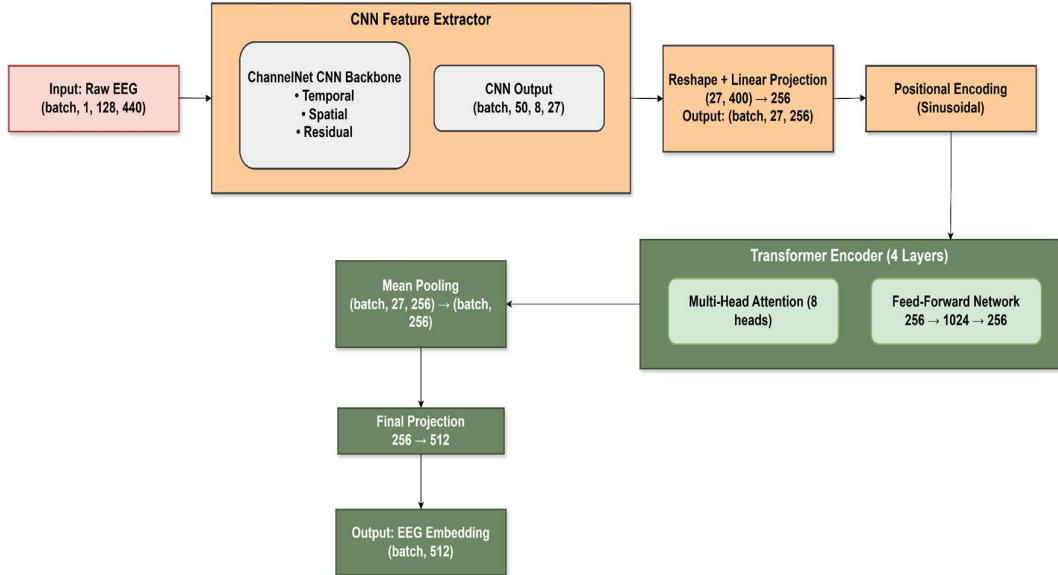 CNN Feature Extractor
Input: Raw EEG
(batch, 1, 128, 440)
ChannelNet CNN Backbone
• Temporal
• Spatial
• Residual
CNN Output
(batch, 50, 8, 27)
Reshape + Linear Projection
(27, 400) → 256
Output: (batch, 27, 256)
Positional Encoding
(Sinusoidal)
Transformer Encoder (4 Layers)
Multi-Head Attention (8
heads)
Feed-Forward Network
256 → 1024 → 256
Mean Pooling
(batch, 27, 256) → (batch,
256)
Final Projection
256 → 512
Output: EEG Embedding
(batch, 512)